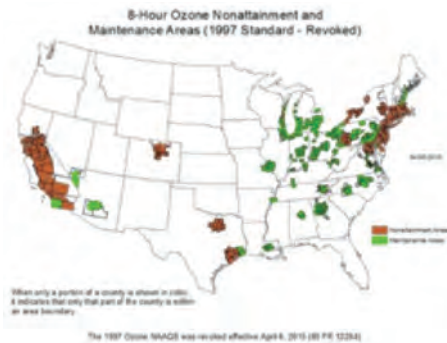 8-Hour Ozone Nonattainment and
Maintenance Areas (1997 Standard - Revoked)
Nonattainment Areas
Maintenance Areas
When only a portion of a county is shown in color,
it indicates that only that part of the county is within
an area boundary.
The 1997 Ozone NAAQS was revoked effective April 6, 2015 (80 FR 12264)